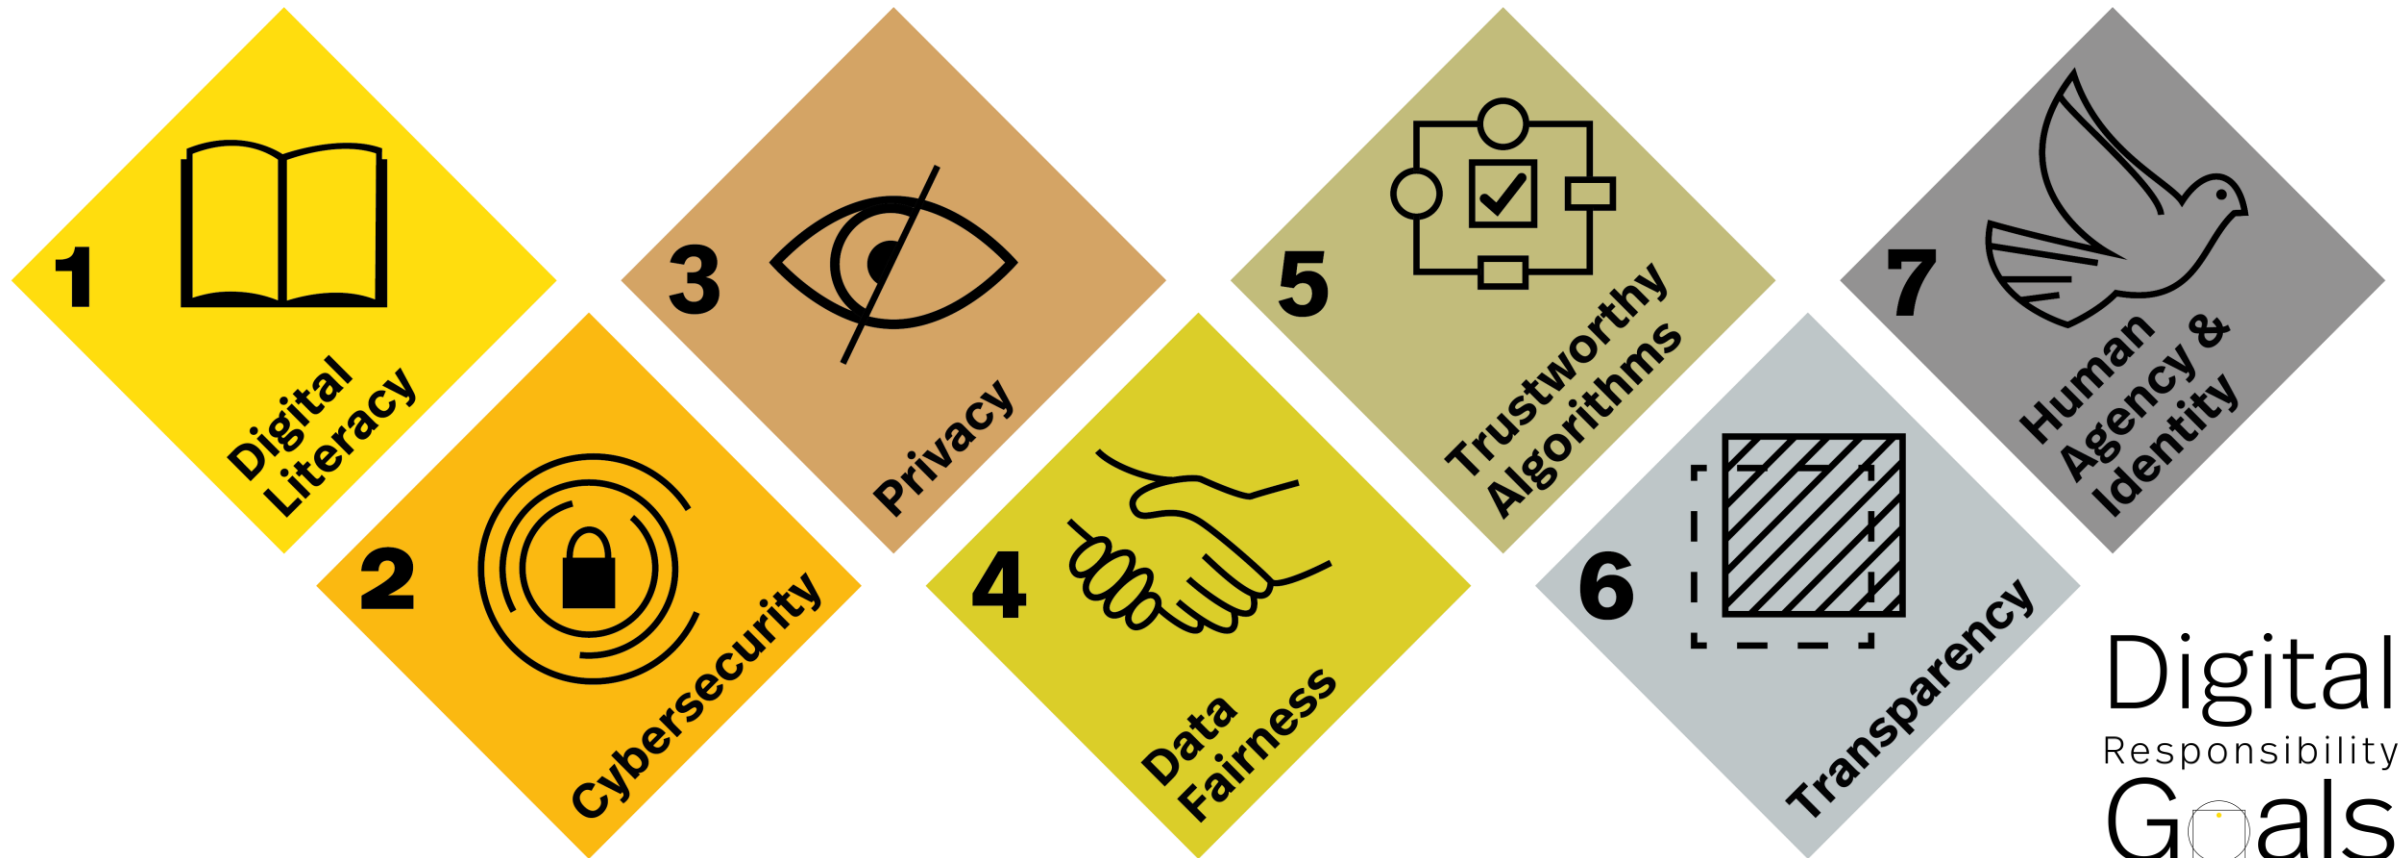 1
Digital
Literacy
2
Cybersecurity
3
Privacy
4
Data
Fairness
5
Trustworthy
Algorithms
6
Transparency
7
Human
Agency &
Identity
Digital
Responsibility
Goals